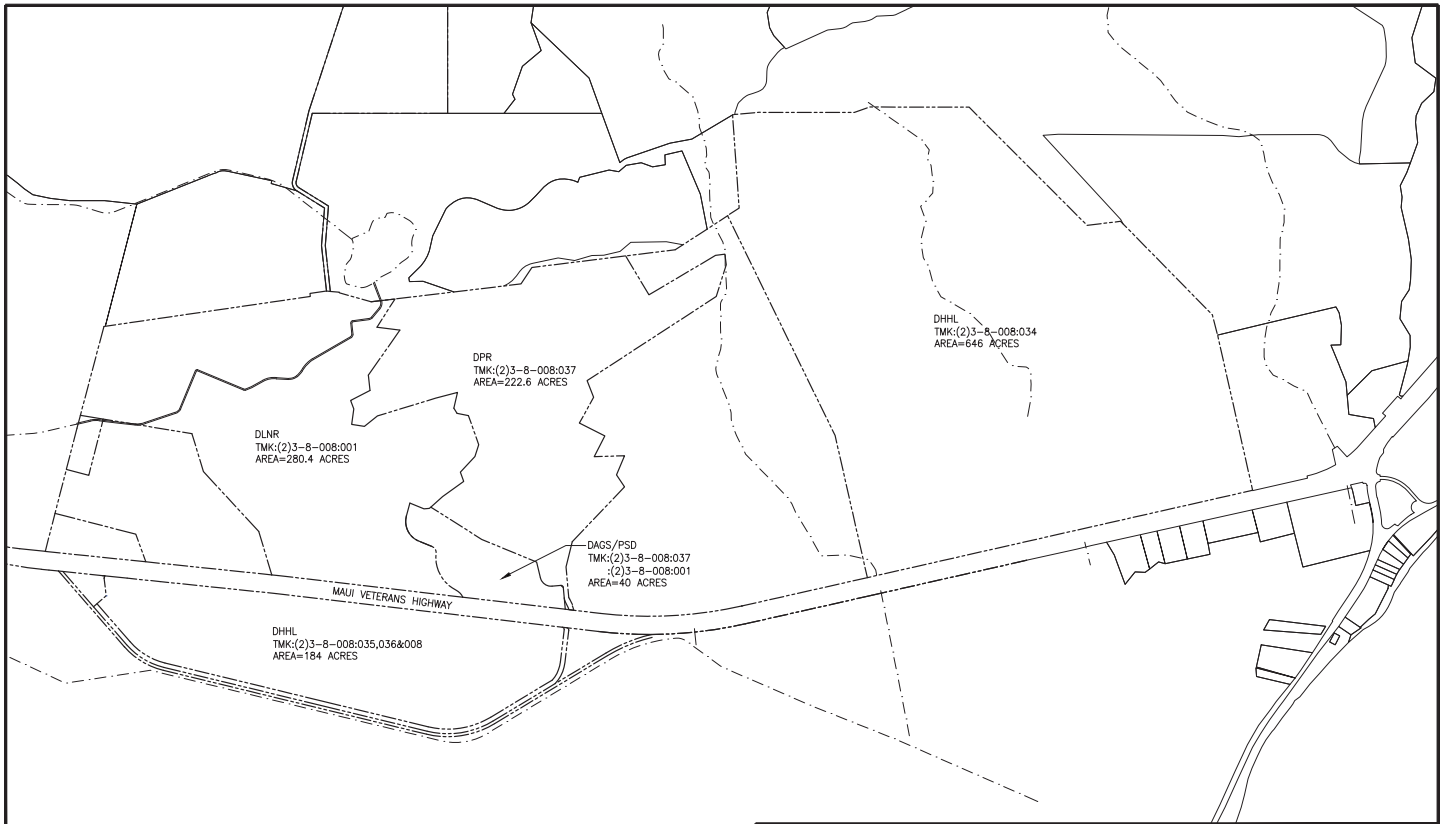 DHHL
TMK:(2)3-8-008:034
AREA=646 ACRES
DPR
TMK:(2)3-8-008:037
AREA=222.6 ACRES
DLNR
TMK:(2)3-8-008:001
AREA=280.4 ACRES
DAGS/PSD
TMK:(2)3-8-008:037
:(2)3-8-008:001
AREA=40 ACRES
MAUI VETERANS HIGHWAY
DHHL
TMK:(2)3-8-008:035,036&008
AREA=184 ACRES